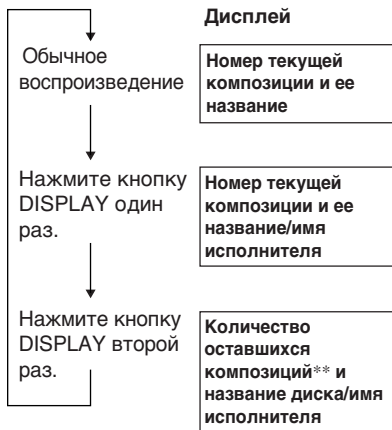 Дисплей
Обычное
воспроизведение
Номер текущей
композиции и ее
название
Нажмите кнопку
DISPLAY один
раз.
Номер текущей
композиции и ее
название/имя
исполнителя
Нажмите кнопку
DISPLAY второй
раз.
Количество
оставшихся
композиций** и
название диска/имя
исполнителя